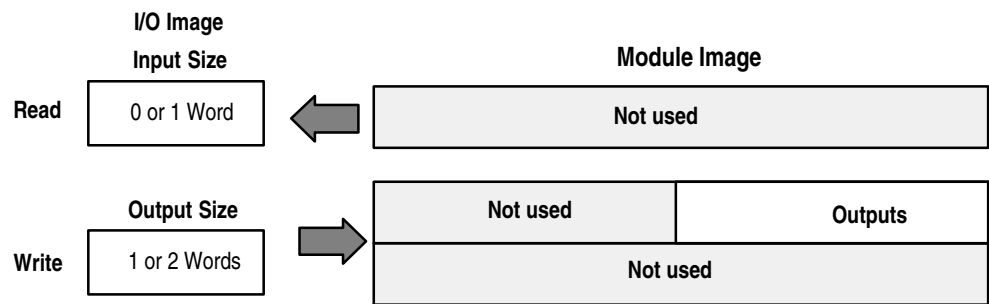 I/O Image
Input Size
Module Image
Read
0 or 1 Word
Not used
Output Size
Not used
Outputs
Write
1 or 2 Words
Not used